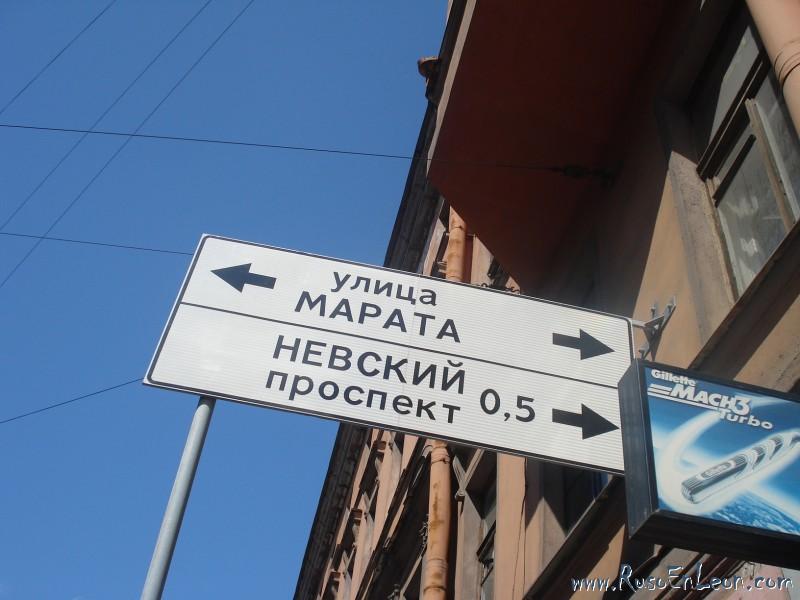 улица
МАРАТА
НЕВСКИЙ
проспект 0,5
Gillette
MACH3
Turbo
www.RusoEnLeon.com